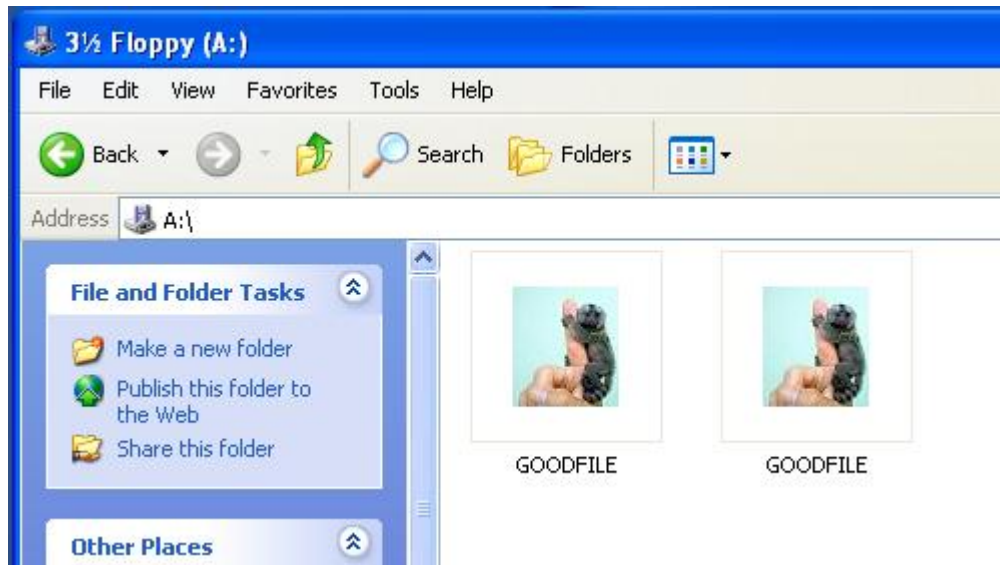 3½ Floppy (A:)
File Edit View Favorites Tools Help
Back Search Folders
Address A:\
File and Folder Tasks
Make a new folder
Publish this folder to
the Web
Share this folder
Other Places
GOODFILE GOODFILE